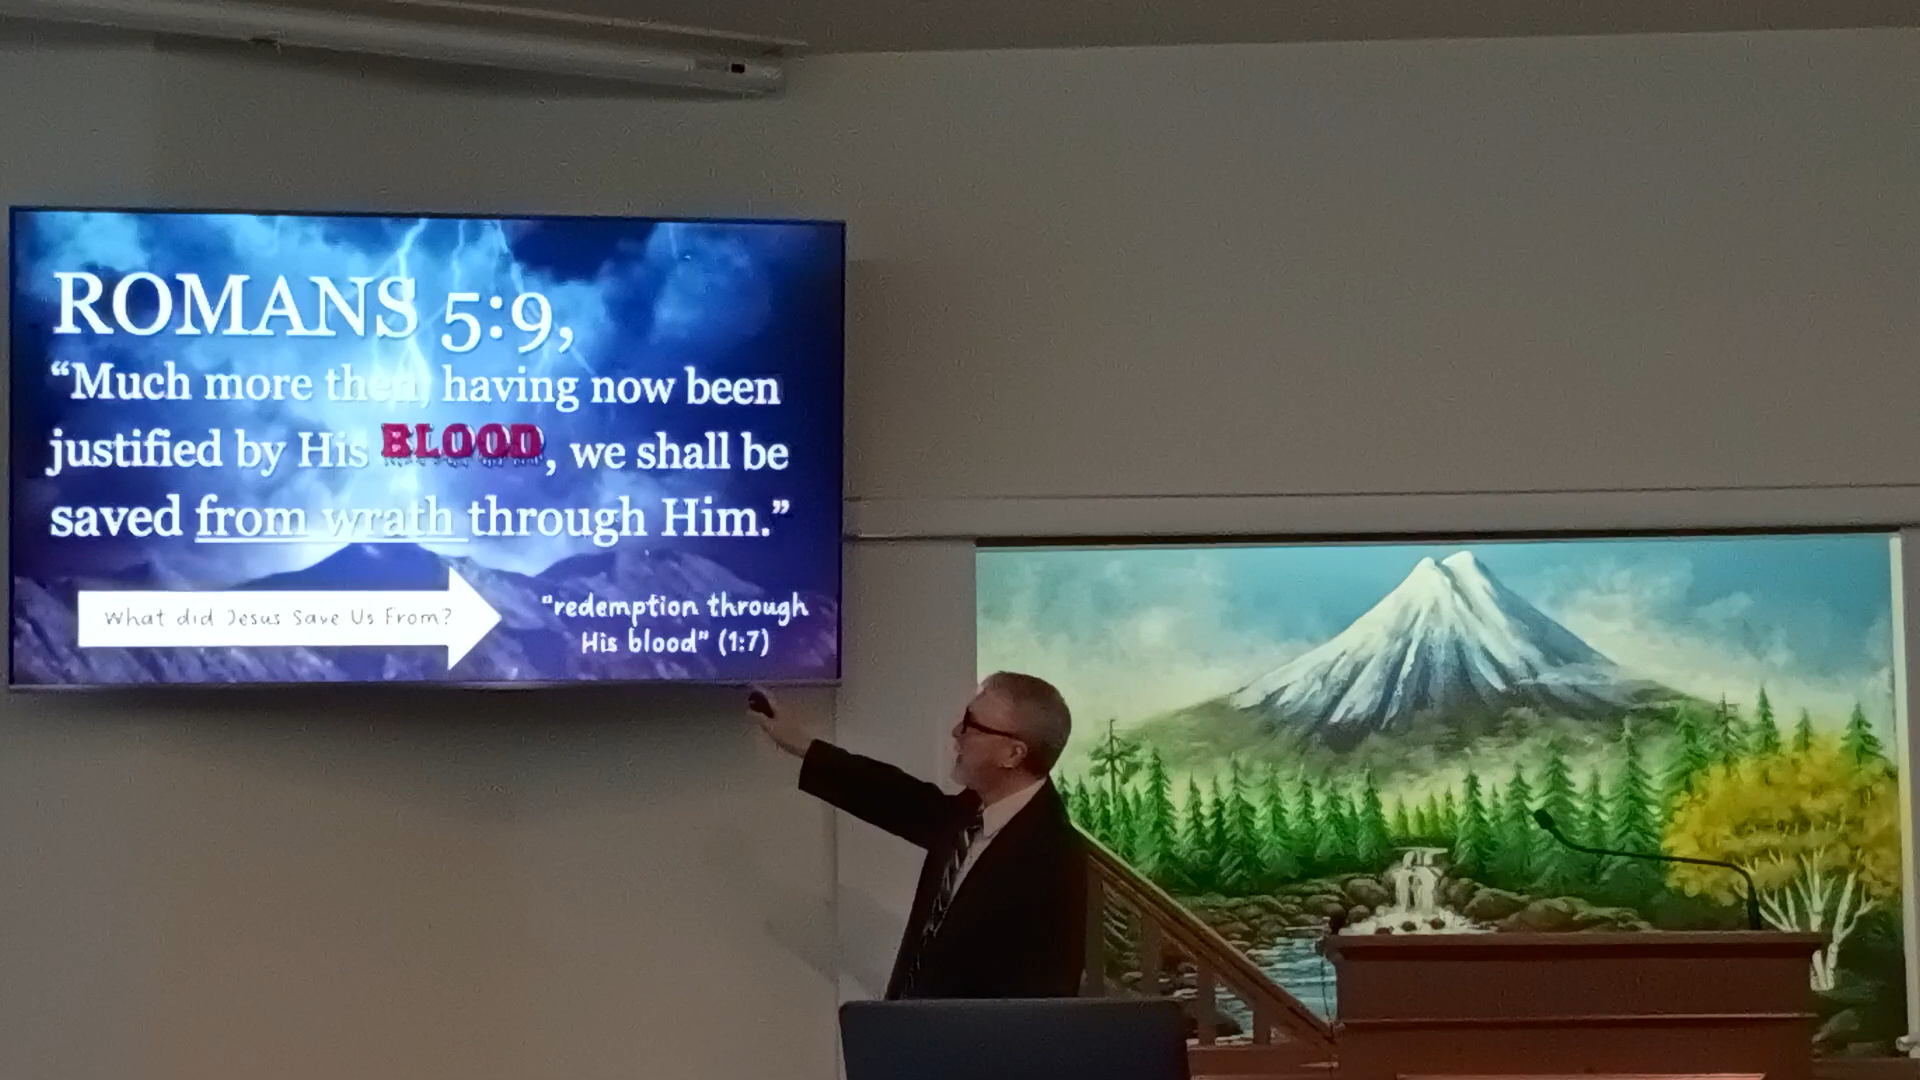 ROMANS 5:9,
“Much more then, having now been
justified by His BLOOD, we shall be
saved from wrath through Him.”
What did Jesus Save Us From?
"redemption through
His blood" (1:7)